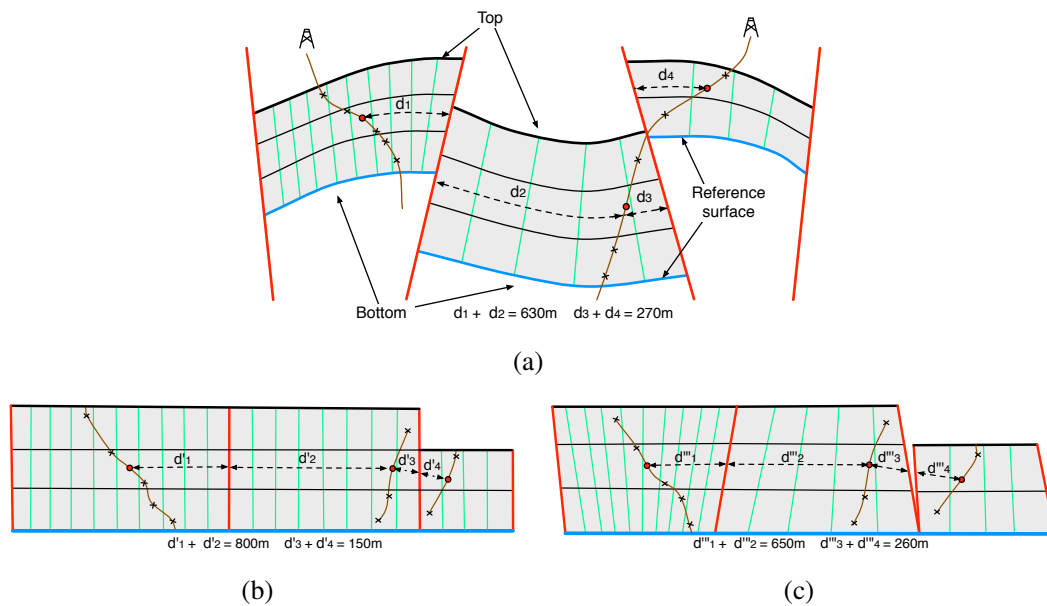 Top
d1
d4
d2
d3
Reference
surface
Bottom
d1 + d2 = 630m
d3 + d4 = 270m
(a)
d'1
d'2
d'3
d'4
d'1 + d'2 = 800m
d'3 + d'4 = 150m
(b)
d'''1
d'''2
d'''3
d'''4
d'''1 + d'''2 = 650m
d'''3 + d'''4 = 260m
(c)